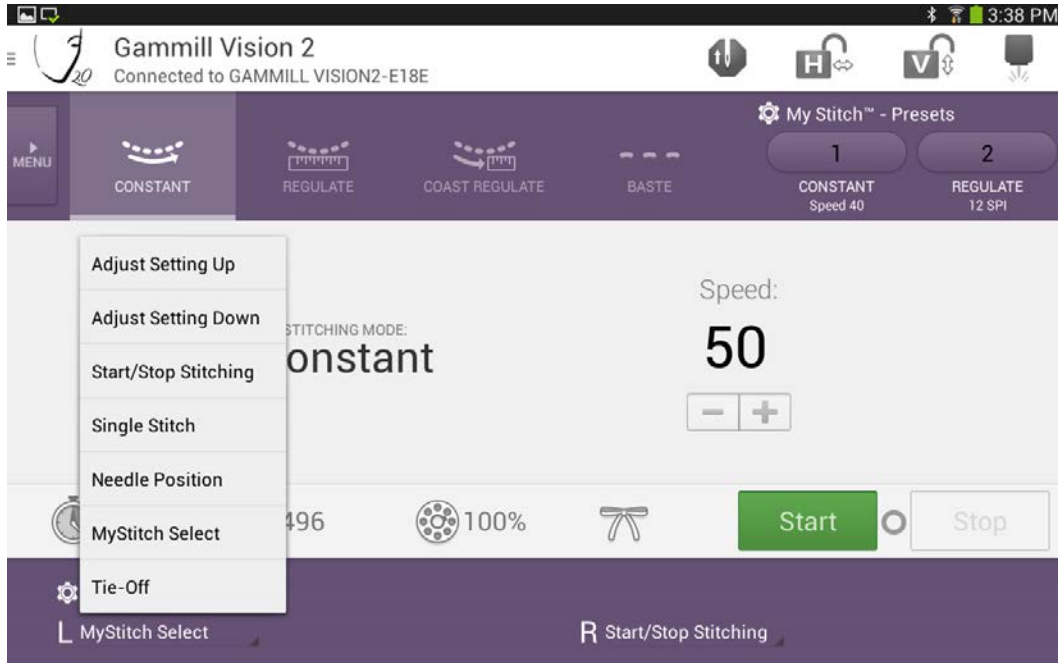 3:38 PM
20
Gammill Vision 2
Connected to GAMMILL VISION2-E18E
H
V
MENU
CONSTANT
REGULATE
COAST REGULATE
BASTE
My Stitch™ - Presets
1
2
CONSTANT
REGULATE
Speed 40
12 SPI
Adjust Setting Up
Adjust Setting Down
Start/Stop Stitching
Single Stitch
Needle Position
MyStitch Select
Tie-Off
STITCHING MODE:
onstant
Speed:
50
496
100%
Start
Stop
L MyStitch Select
R Start/Stop Stitching